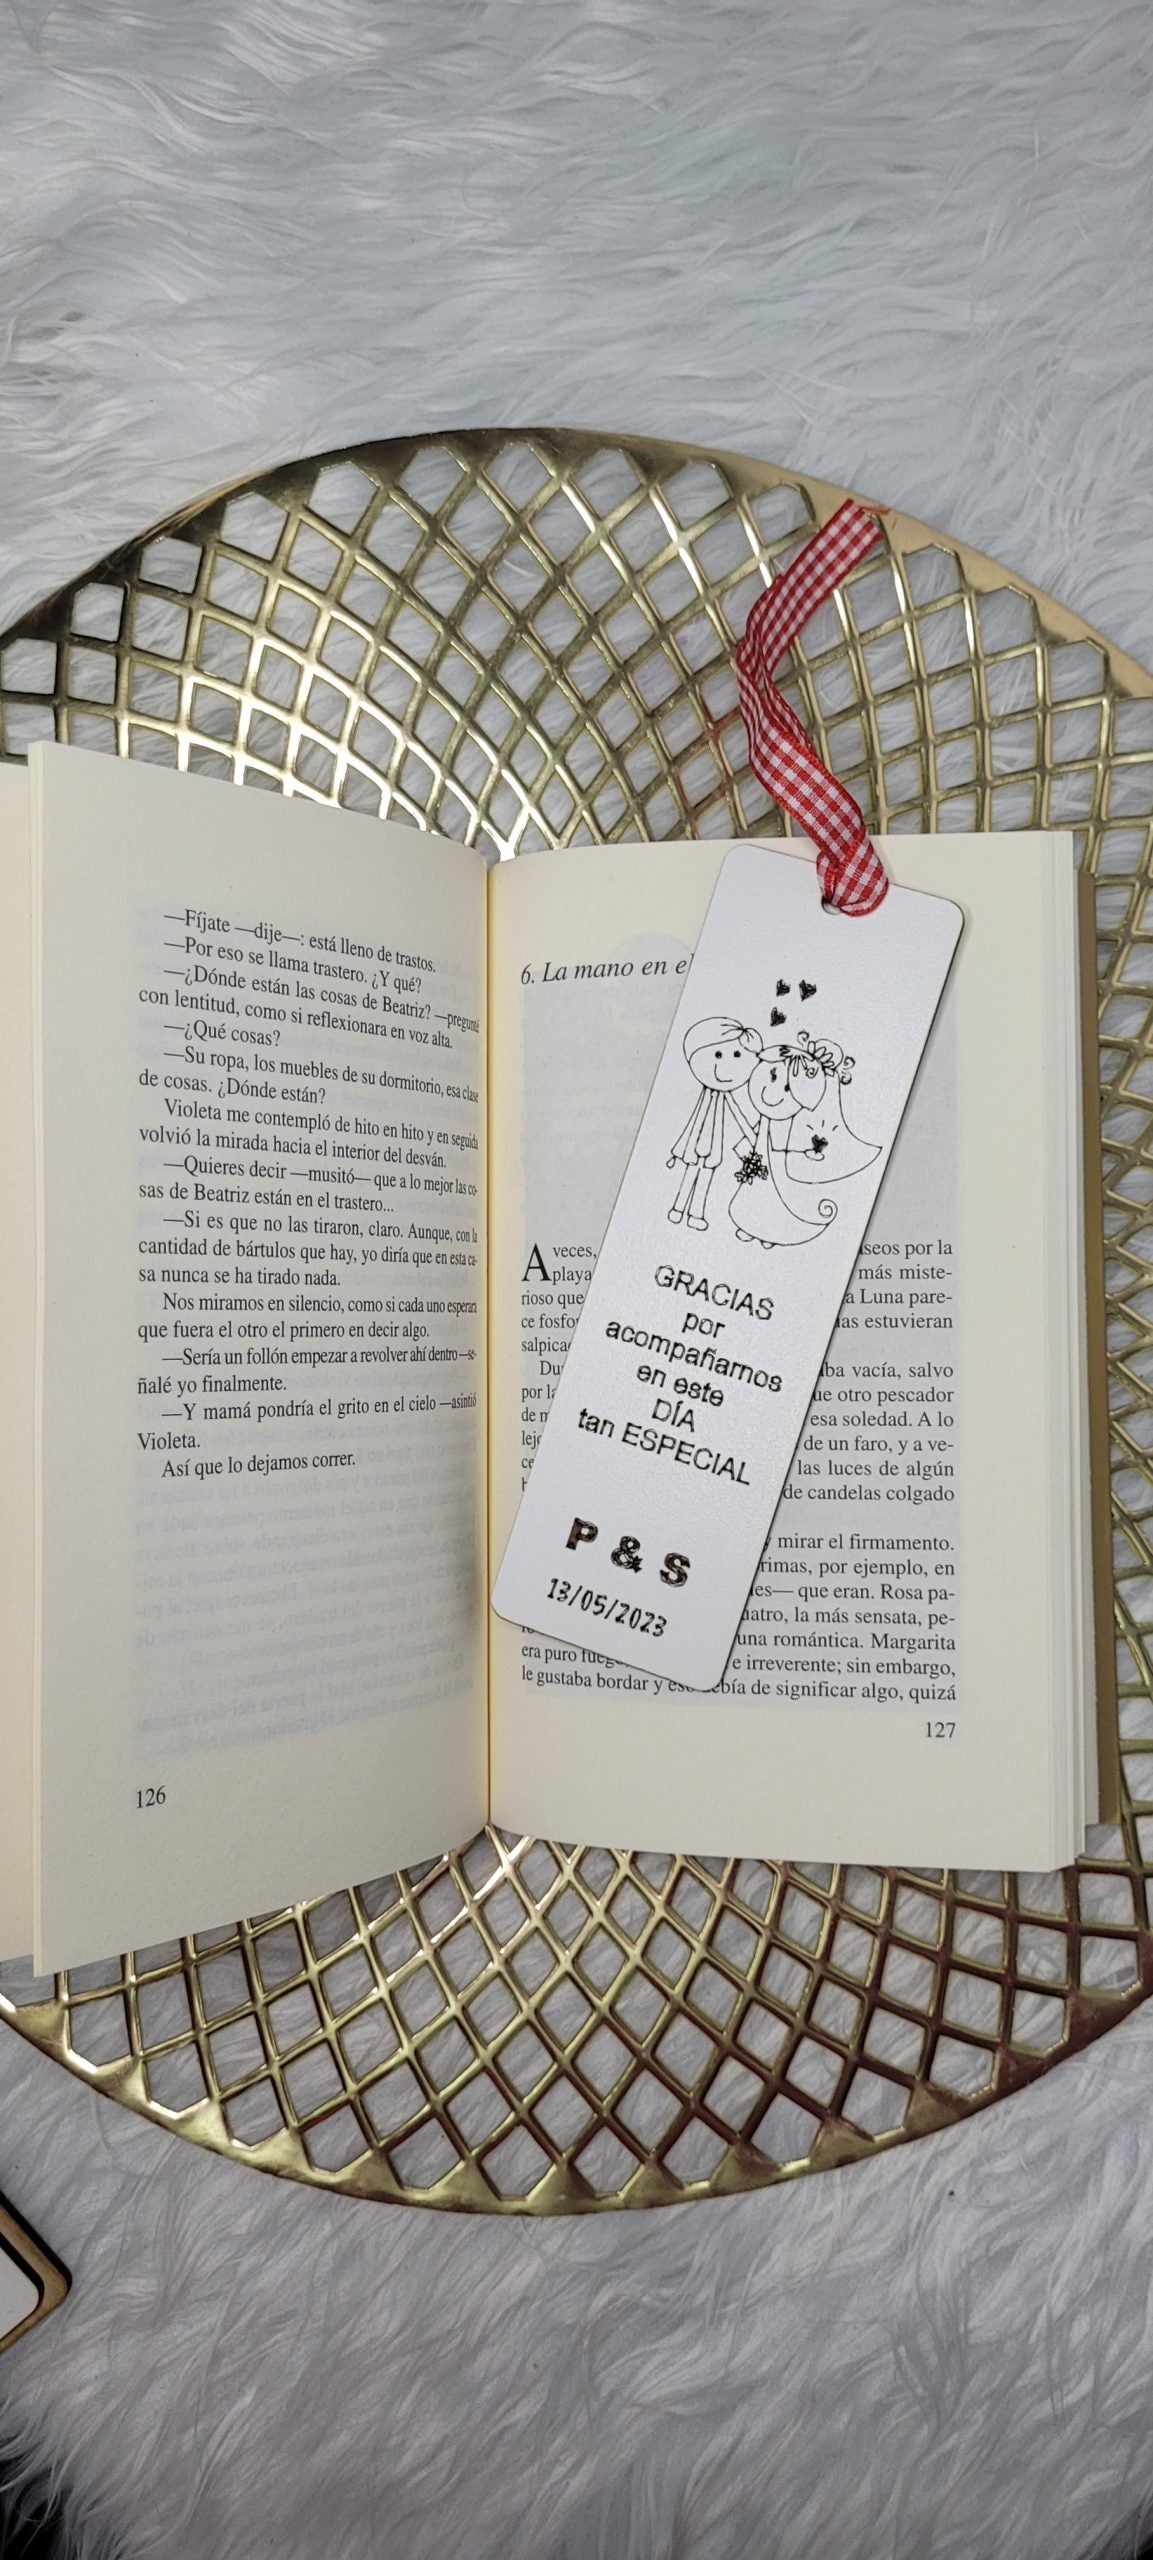 —Fíjate —dije—: está lleno de trastos.
—Por eso se llama trastero. ¿Y qué?
—¿Dónde están las cosas de Beatriz? —pregunté
con lentitud, como si reflexionara en voz alta.
—¿Qué cosas?
—Su ropa, los muebles de su dormitorio, esa clase
de cosas. ¿Dónde están?
Violeta me contempló de hito en hito y en seguida
volvió la mirada hacia el interior del desván.
—Quieres decir —musitó— que a lo mejor las co-
sas de Beatriz están en el trastero...
—Si es que no las tiraron, claro. Aunque, con la
cantidad de bártulos que hay, yo diría que en esta ca-
sa nunca se ha tirado nada.
Nos miramos en silencio, como si cada uno esperara
que fuera el otro el primero en decir algo.
—Sería un follón empezar a revolver ahí dentro —se-
ñalé yo finalmente.
—Y mamá pondría el grito en el cielo —asintió
Violeta.
Así que lo dejamos correr.
126
6. La mano en el
A veces,
playa
más miste-
rioso que
a Luna pare-
ce fosfo
estuvieran
salpica
vacía, salvo
por la
otro pescador
esa soledad. A lo
de un faro, y a ve-
las luces de algún
de candelas colgado
y mirar el firmamento.
por ejemplo, en
que eran. Rosa pa-
la más sensata, pe-
una romántica. Margarita
era puro
e irreverente; sin embargo,
le gustaba bordar y
de significar algo, quizá
127
GRACIAS
por
acompañarnos
en este
DÍA
tan ESPECIAL
P & S
13/05/2023